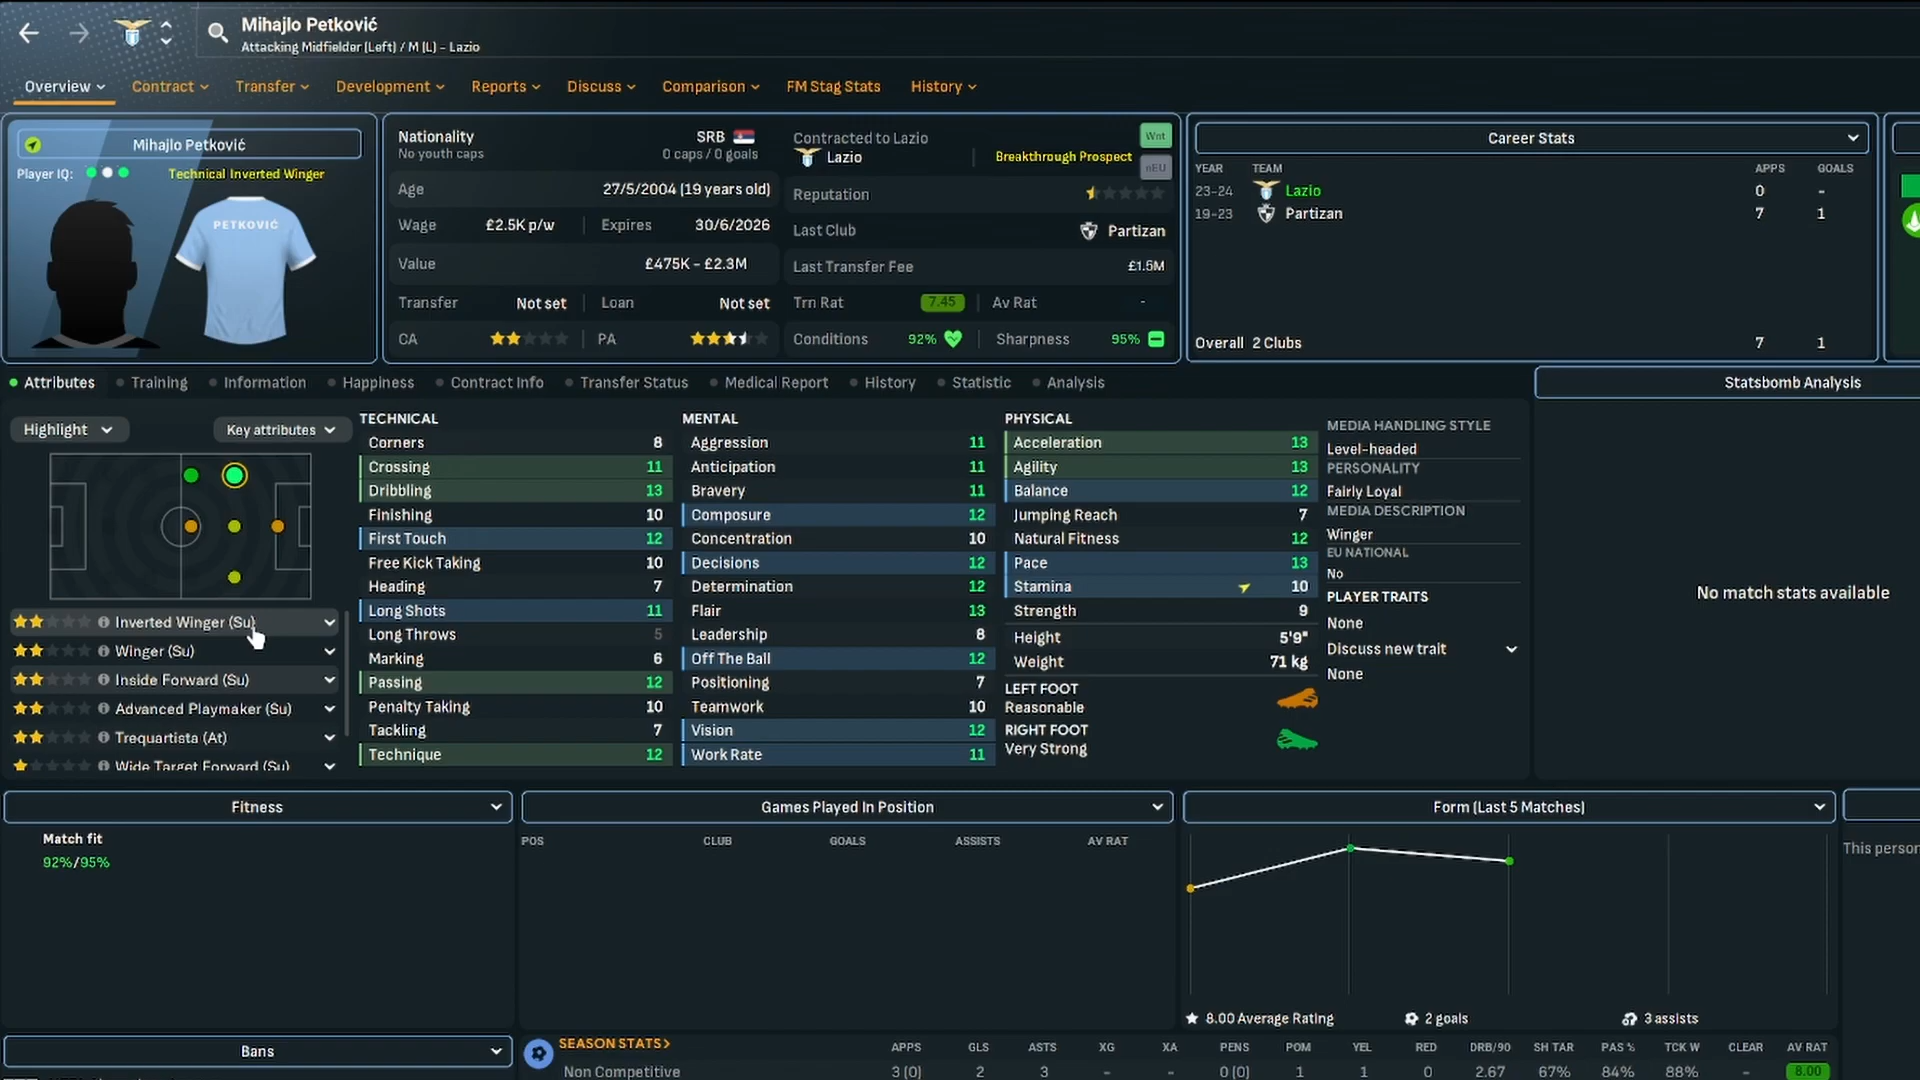 Mihajlo Petković
Attacking Midfielder (Left) / M (L) - Lazio
Overview Contract Transfer Development Reports Discuss Comparison FM Stag Stats History
Mihajlo Petković
Player IQ:
Technical Inverted Winger
PETKOVIĆ
Nationality SRB
No youth caps 0 caps / 0 goals
Age 27/5/2004 (19 years old)
Wage £2.5K p/w Expires 30/6/2026
Value £475K - £2.3M
Transfer Not set Loan Not set
CA PA
Contracted to Lazio Wnt
Lazio Breakthrough Prospect nEU
Reputation
Last Club Partizan
Last Transfer Fee £1.5M
Trn Rat 7.45 Av Rat -
Conditions 92% Sharpness 95%
Career Stats
YEAR TEAM APPS GOALS
23-24 Lazio 0 -
19-23 Partizan 7 1
Overall 2 Clubs 7 1
Attributes Training Information Happiness Contract Info Transfer Status Medical Report History Statistic Analysis
Highlight Key attributes
Inverted Winger (Su)
Winger (Su)
Inside Forward (Su)
Advanced Playmaker (Su)
Trequartista (At)
Wide Target Forward (Su)
TECHNICAL
Corners 8
Crossing 11
Dribbling 13
Finishing 10
First Touch 12
Free Kick Taking 10
Heading 7
Long Shots 11
Long Throws 5
Marking 6
Passing 12
Penalty Taking 10
Tackling 7
Technique 12
MENTAL
Aggression 11
Anticipation 11
Bravery 11
Composure 12
Concentration 10
Decisions 12
Determination 12
Flair 13
Leadership 8
Off The Ball 12
Positioning 7
Teamwork 10
Vision 12
Work Rate 11
PHYSICAL
Acceleration 13
Agility 13
Balance 12
Jumping Reach 7
Natural Fitness 12
Pace 13
Stamina 10
Strength 9
Height 5'9"
Weight 71 kg
LEFT FOOT
Reasonable
RIGHT FOOT
Very Strong
MEDIA HANDLING STYLE
Level-headed
PERSONALITY
Fairly Loyal
MEDIA DESCRIPTION
Winger
EU NATIONAL
No
PLAYER TRAITS
None
Discuss new trait
None
Statsbomb Analysis
No match stats available
Fitness
Match fit
92%/95%
Games Played In Position
POS CLUB GOALS ASSISTS AV RAT
Form (Last 5 Matches)
8.00 Average Rating 2 goals 3 assists
This person
Bans
SEASON STATS> APPS GLS ASTS XG XA PENS POM YEL RED DRB/90 SH TAR PAS % TCK W CLEAR AV RAT
Non Competitive 3 (0) 2 3 - - 0 (0) 1 1 0 2.67 67% 84% 88% - 8.00